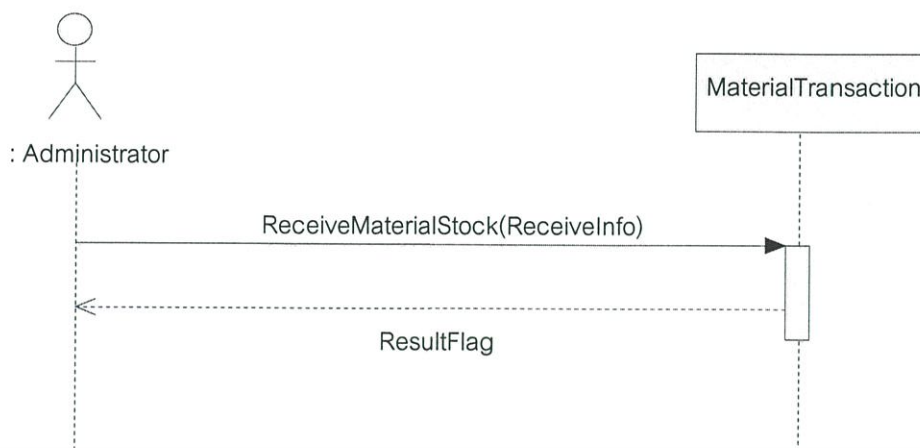 MaterialTransaction
: Administrator
ReceiveMaterialStock(ReceiveInfo)
ResultFlag